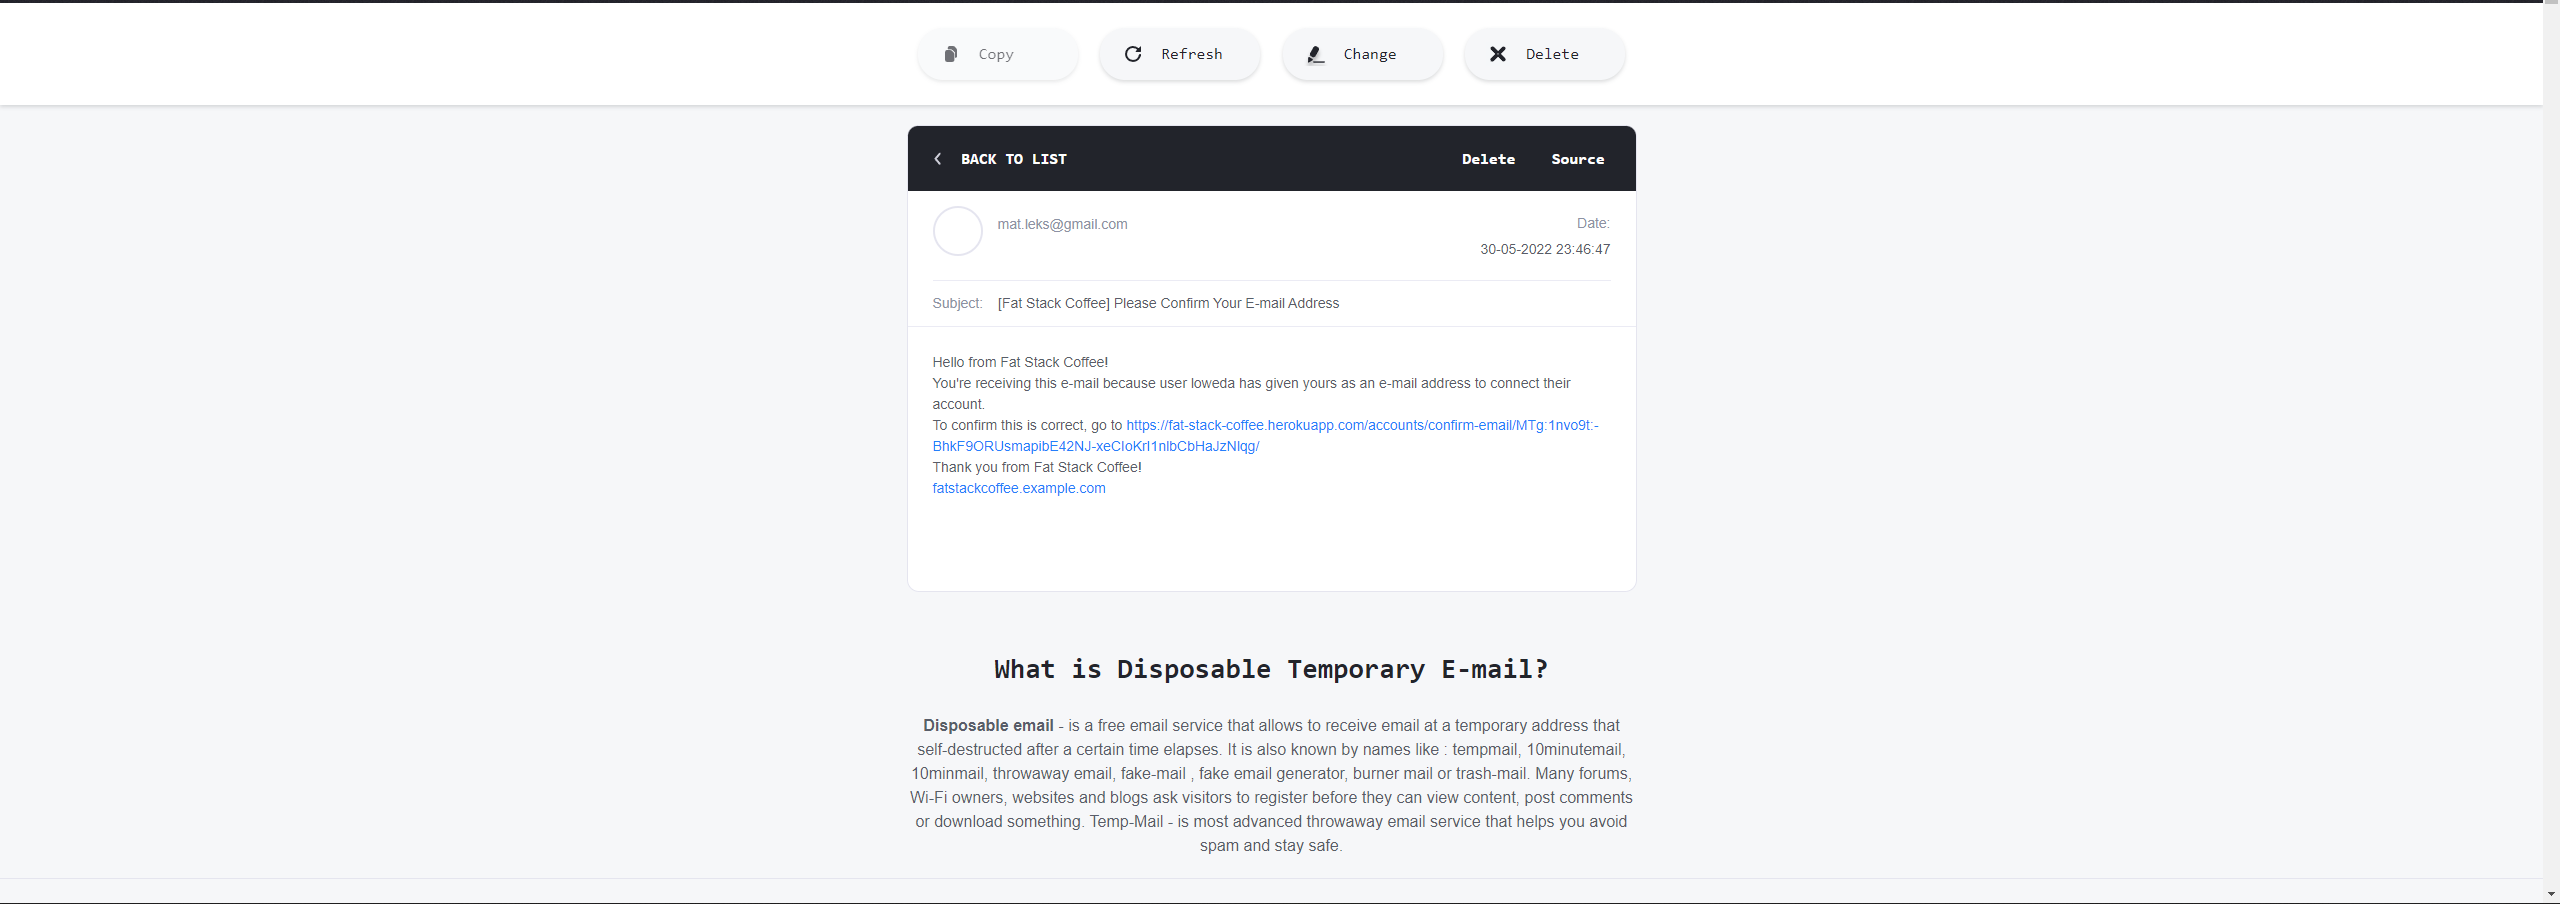 Copy Refresh Change Delete
BACK TO LIST Delete Source
mat.leks@gmail.com Date:
30-05-2022 23:46:47
Subject: [Fat Stack Coffee] Please Confirm Your E-mail Address
Hello from Fat Stack Coffee!
You're receiving this e-mail because user loweda has given yours as an e-mail address to connect their
account.
To confirm this is correct, go to https://fat-stack-coffee.herokuapp.com/accounts/confirm-email/MTg:1nvo9t:-
BhkF9ORUsmapibE42NJ-xeCIoKrI1nlbCbHaJzNlqg/
Thank you from Fat Stack Coffee!
fatstackcoffee.example.com
What is Disposable Temporary E-mail?
Disposable email - is a free email service that allows to receive email at a temporary address that
self-destructed after a certain time elapses. It is also known by names like : tempmail, 10minutemail,
10minmail, throwaway email, fake-mail , fake email generator, burner mail or trash-mail. Many forums,
Wi-Fi owners, websites and blogs ask visitors to register before they can view content, post comments
or download something. Temp-Mail - is most advanced throwaway email service that helps you avoid
spam and stay safe.